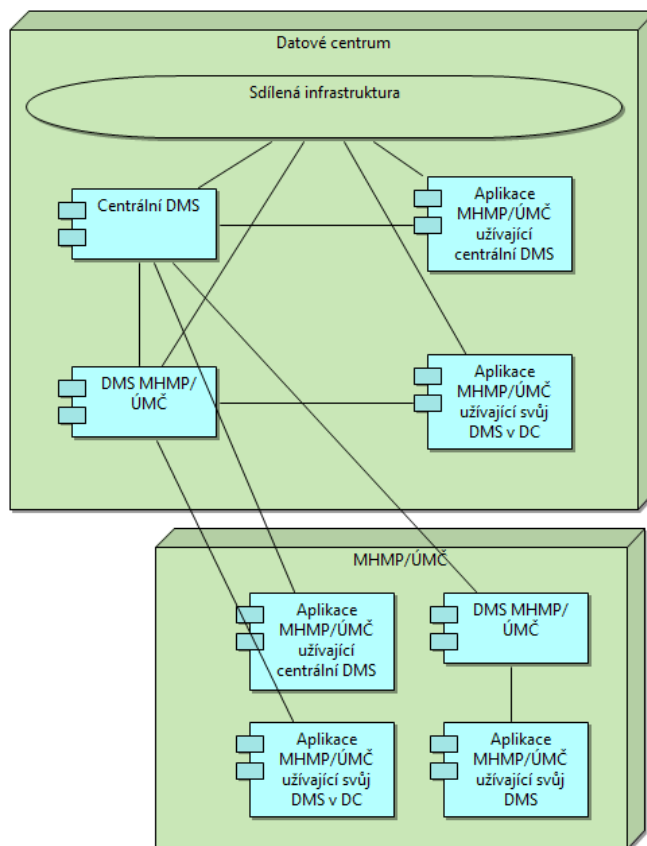 Datové centrum
Sdílená infrastruktura
Centrální DMS
Aplikace
MHMP/ÚMČ
užívající
centrální DMS
DMS MHMP/
ÚMČ
Aplikace
MHMP/ÚMČ
užívající svůj
DMS v DC
MHMP/ÚMČ
Aplikace
MHMP/ÚMČ
užívající
centrální DMS
DMS MHMP/
ÚMČ
Aplikace
MHMP/ÚMČ
užívající svůj
DMS v DC
Aplikace
MHMP/ÚMČ
užívající svůj
DMS